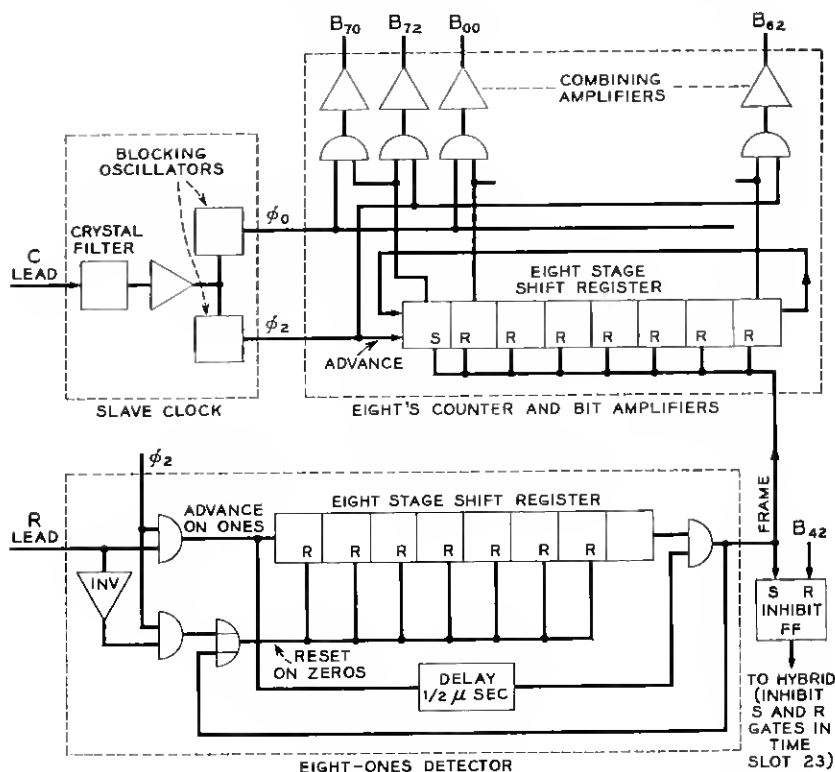 B70 B72 B00 B62
COMBINING
AMPLIFIERS
BLOCKING
OSCILLATORS
CRYSTAL
FILTER
C
LEAD
ϕ0
ϕ2
ADVANCE
EIGHT STAGE
SHIFT REGISTER
S R R R R R R R
SLAVE CLOCK
EIGHT'S COUNTER AND BIT AMPLIFIERS
ϕ2
R
LEAD
INV
ADVANCE
ON ONES
EIGHT STAGE SHIFT REGISTER
R R R R R R R
RESET
ON ZEROS
DELAY
1/2 μ SEC
EIGHT-ONES DETECTOR
FRAME
B42
S R
INHIBIT
FF
TO HYBRID
(INHIBIT
S AND R
GATES IN
TIME
SLOT 23)